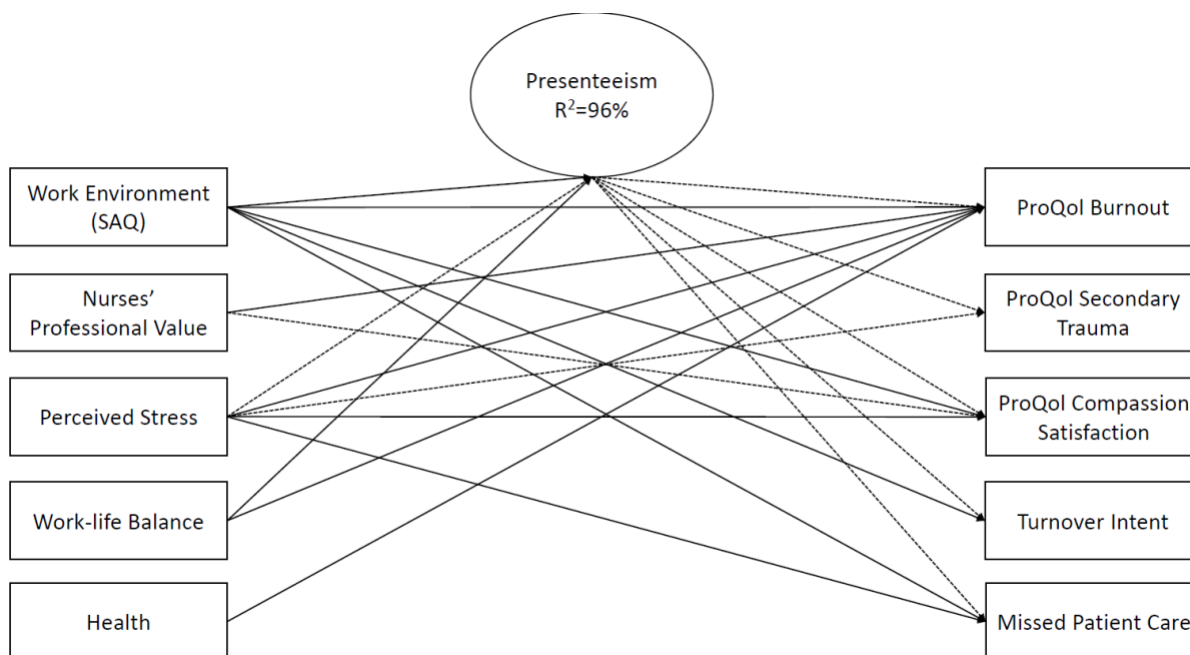 Presenteeism
R²=96%
Work Environment
(SAQ)
Nurses’
Professional Value
Perceived Stress
Work-life Balance
Health
ProQol Burnout
ProQol Secondary
Trauma
ProQol Compassion
Satisfaction
Turnover Intent
Missed Patient Care